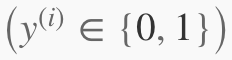 (y^{(i)} ∈ {0, 1})